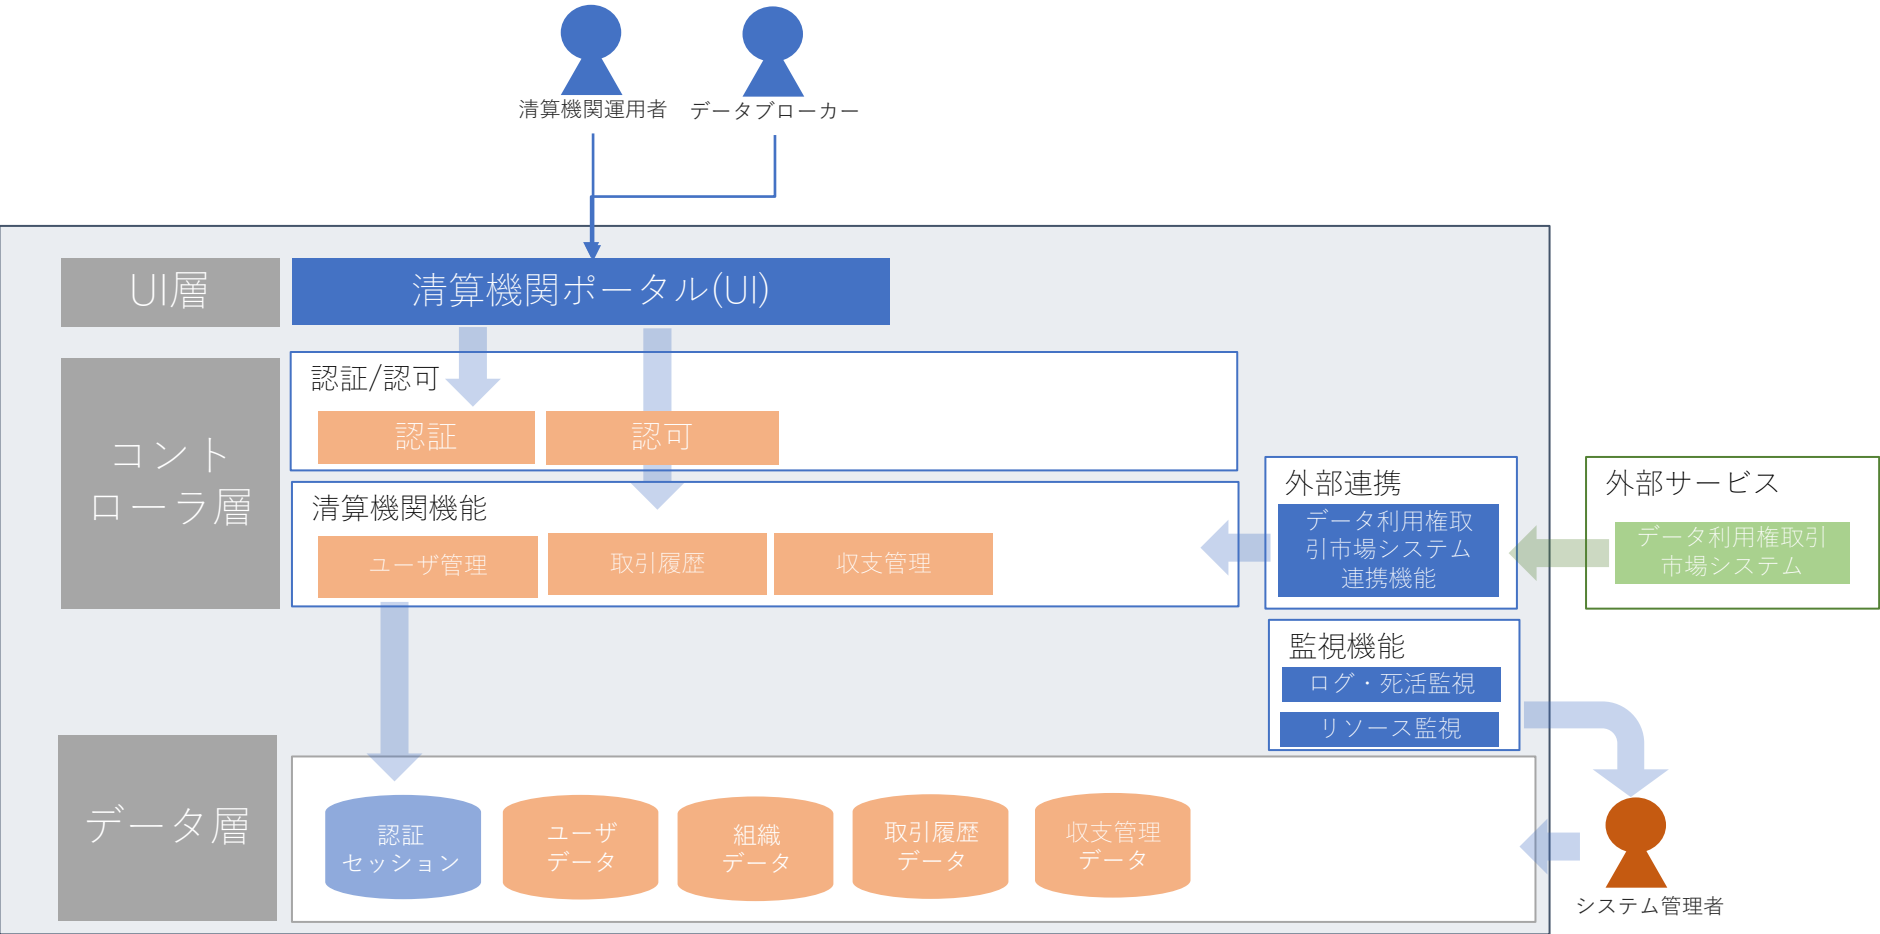 清算機関運用者
データブローカー
UI層
清算機関ポータル(UI)
コント
ローラ層
認証/認可
認証
認可
清算機関機能
ユーザ管理
取引履歴
収支管理
外部連携
データ利用権取
引市場システム
連携機能
外部サービス
データ利用権取引
市場システム
監視機能
ログ・死活監視
リソース監視
データ層
認証
セッション
ユーザ
データ
組織
データ
取引履歴
データ
収支管理
データ
システム管理者